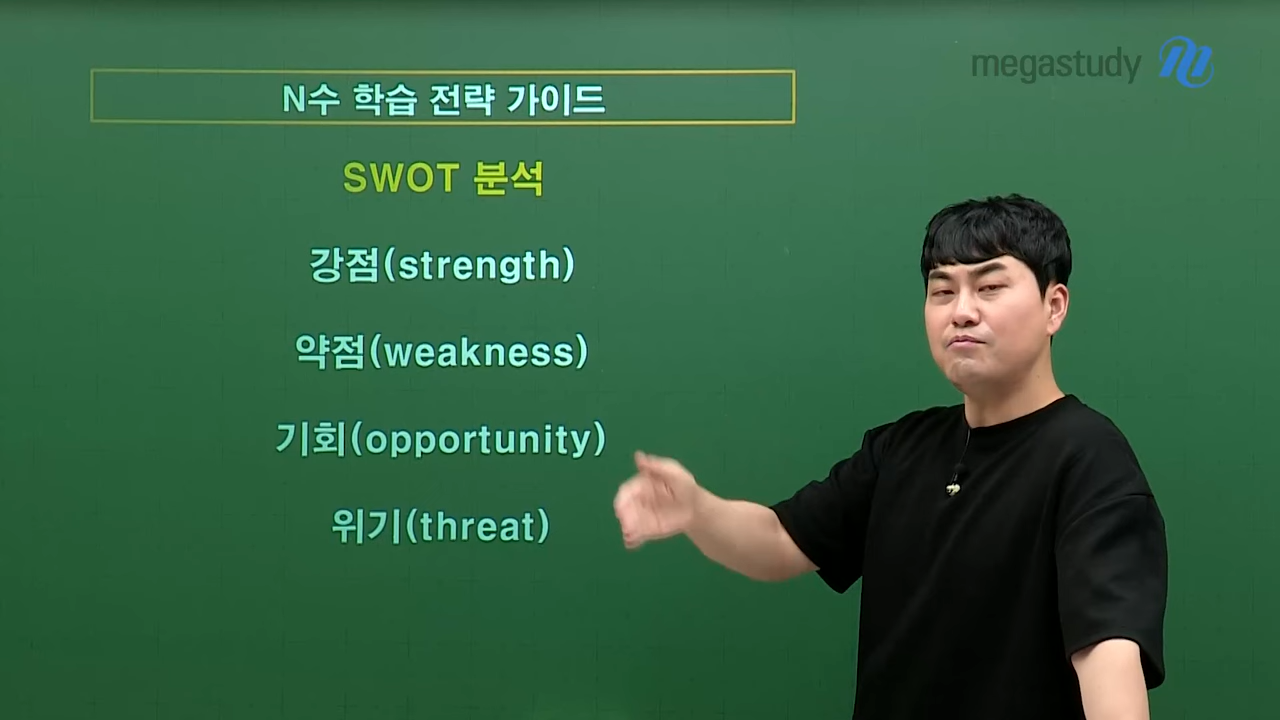 megastudy
N수 학습 전략 가이드
SWOT 분석
강점(strength)
약점(weakness)
기회(opportunity)
위기(threat)